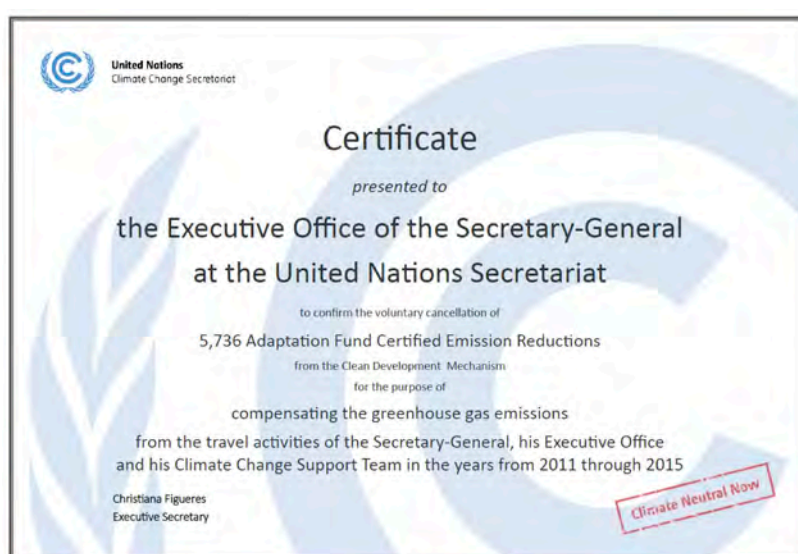 United Nations
Climate Change Secretariat
Certificate
presented to
the Executive Office of the Secretary-General
at the United Nations Secretariat
to confirm the voluntary cancellation of
5,736 Adaptation Fund Certified Emission Reductions
from the Clean Development Mechanism
for the purpose of
compensating the greenhouse gas emissions
from the travel activities of the Secretary-General, his Executive Office
and his Climate Change Support Team in the years from 2011 through 2015
Christiana Figueres
Executive Secretary
Climate Neutral Now